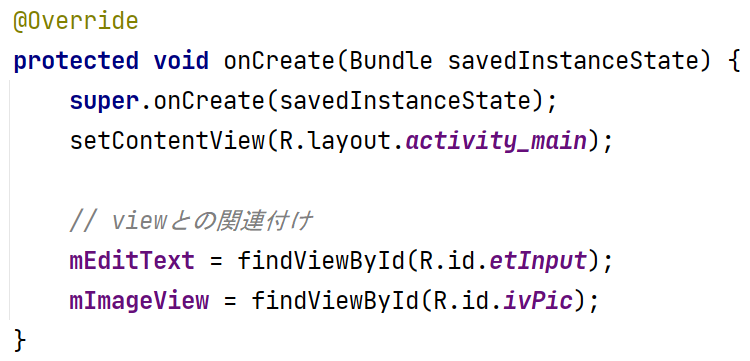 @Override
protected void onCreate(Bundle savedInstanceState) {
    super.onCreate(savedInstanceState);
    setContentView(R.layout.activity_main);

    // viewとの関連付け
    mEditText = findViewById(R.id.etInput);
    mImageView = findViewById(R.id.ivPic);
}